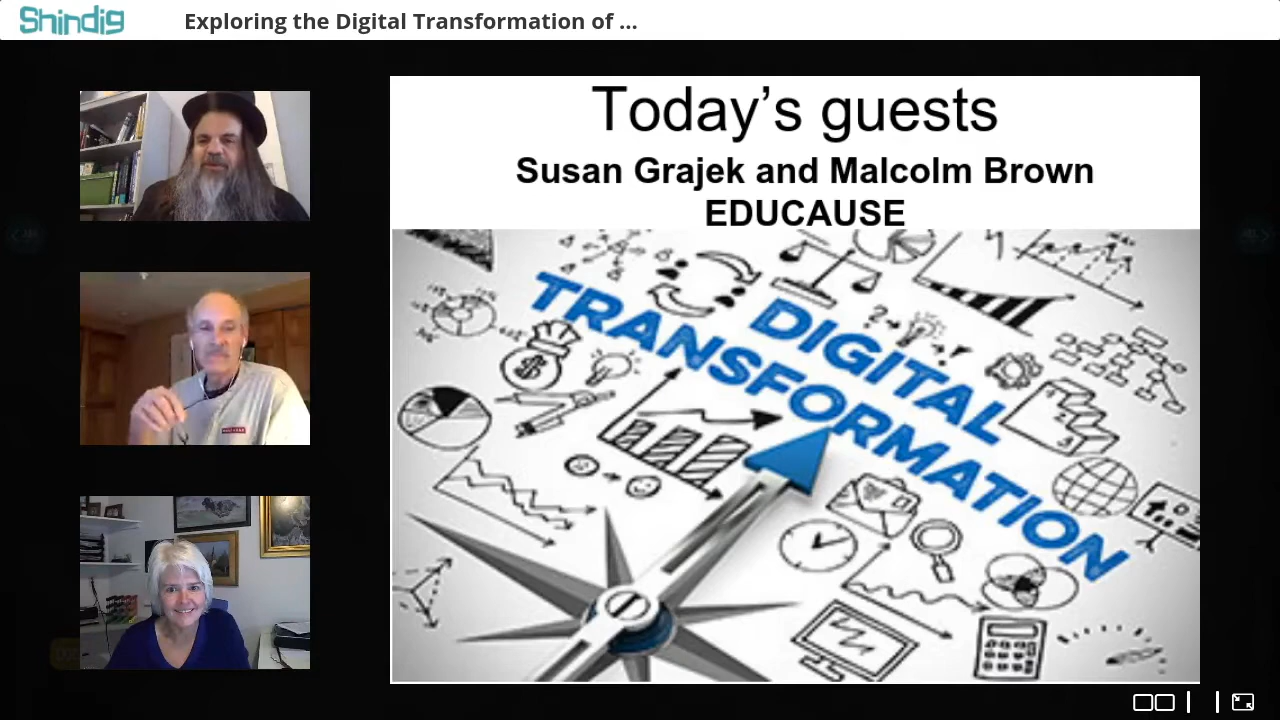 Shindig
Exploring the Digital Transformation of ...
Today's guests
Susan Grajek and Malcolm Brown
EDUCAUSE
DIGITAL
TRANSFORMATION